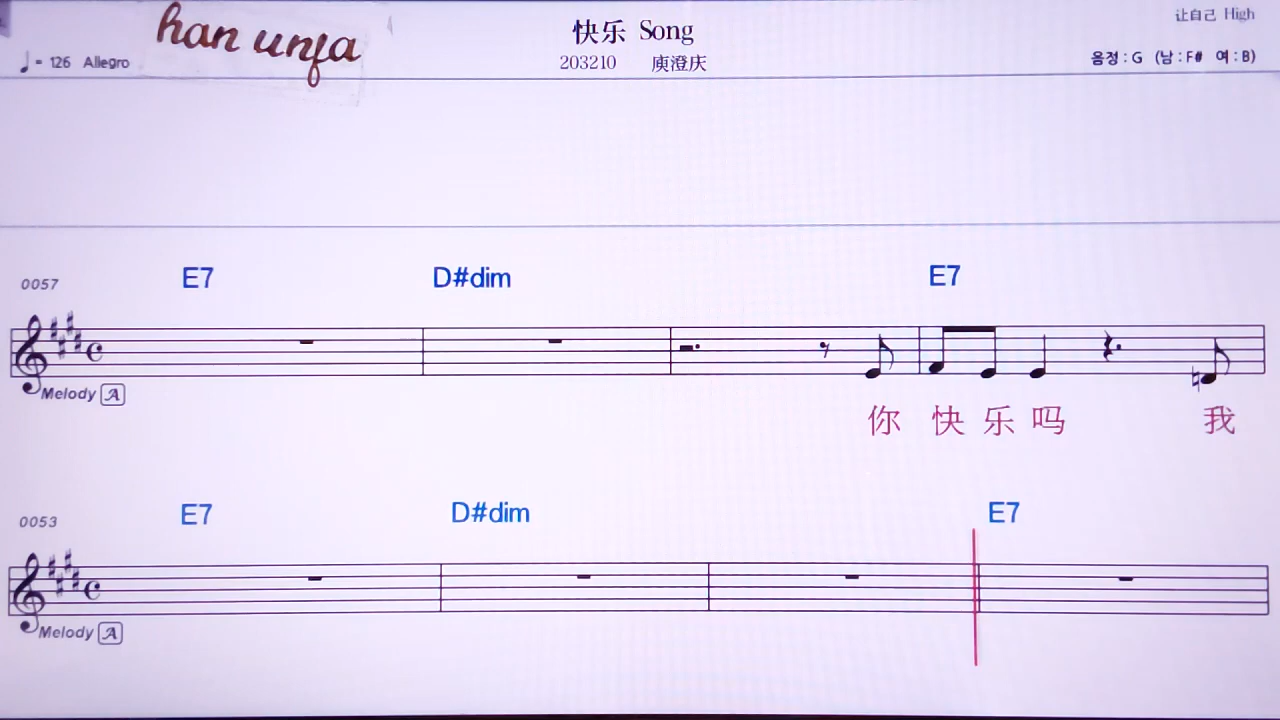 han unfa
快乐 Song
让自己 High
♩= 126 Allegro
203210 庾澄庆
음정 : G (남 : F# 여 : B)
0057 E7 D#dim E7
Melody A
你 快 乐 吗 我
0053 E7 D#dim E7
Melody A